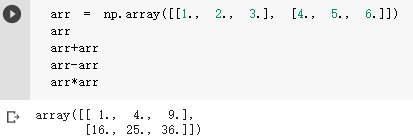 arr = np.array([[1., 2., 3.], [4., 5., 6.]])
arr
arr+arr
arr-arr
arr*arr
array([[ 1., 4., 9.],
[16., 25., 36.]])